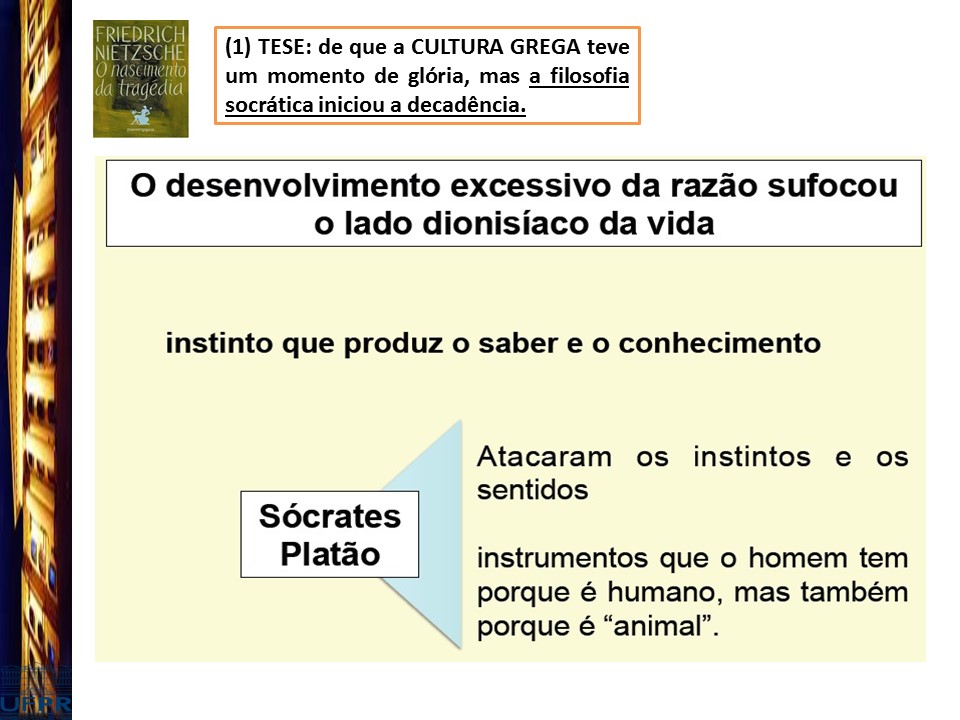 FRIEDRICH
NIETZSCHE
O nascimento
da tragédia
(1) TESE: de que a CULTURA GREGA teve
um momento de glória, mas a filosofia
socrática iniciou a decadência.
O desenvolvimento excessivo da razão sufocou
o lado dionisíaco da vida
instinto que produz o saber e o conhecimento
Sócrates
Platão
Atacaram os instintos e os
sentidos
instrumentos que o homem tem
porque é humano, mas também
porque é “animal”.
UFPR